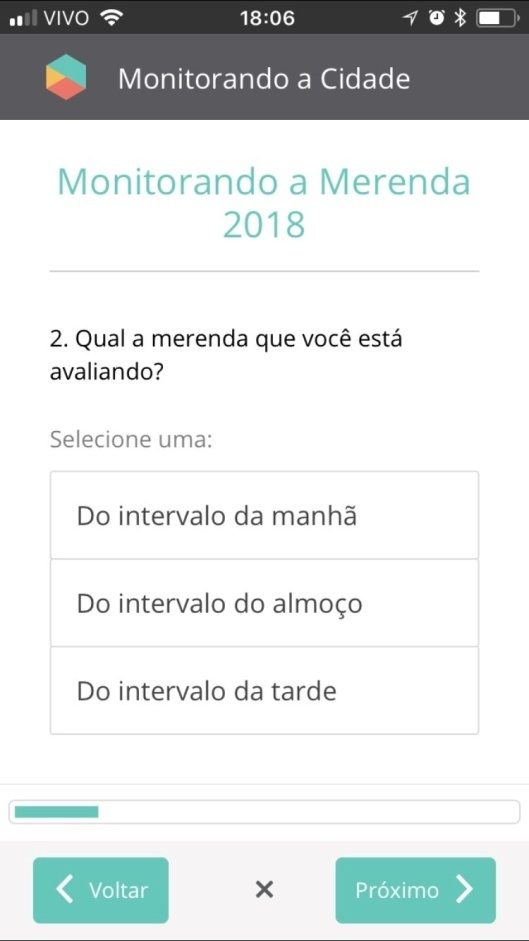 VIVO 18:06
Monitorando a Cidade
Monitorando a Merenda
2018
2. Qual a merenda que você está
avaliando?
Selecione uma:
Do intervalo da manhã
Do intervalo do almoço
Do intervalo da tarde
Voltar × Próximo